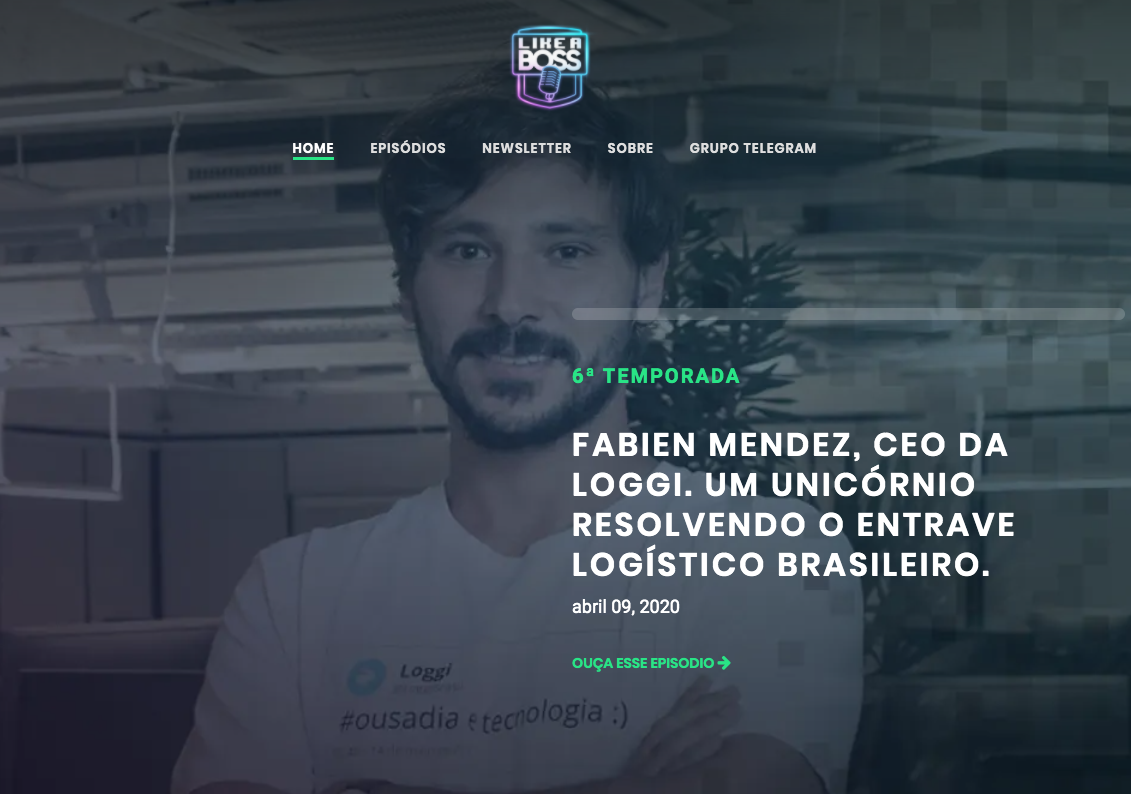 LIKE A
BOSS
HOME EPISÓDIOS NEWSLETTER SOBRE GRUPO TELEGRAM
6ª TEMPORADA
FABIEN MENDEZ, CEO DA
LOGGI. UM UNICÓRNIO
RESOLVENDO O ENTRAVE
LOGÍSTICO BRASILEIRO.
abril 09, 2020
OUÇA ESSE EPISODIO
Loggi
#ousadia e tecnologia :)